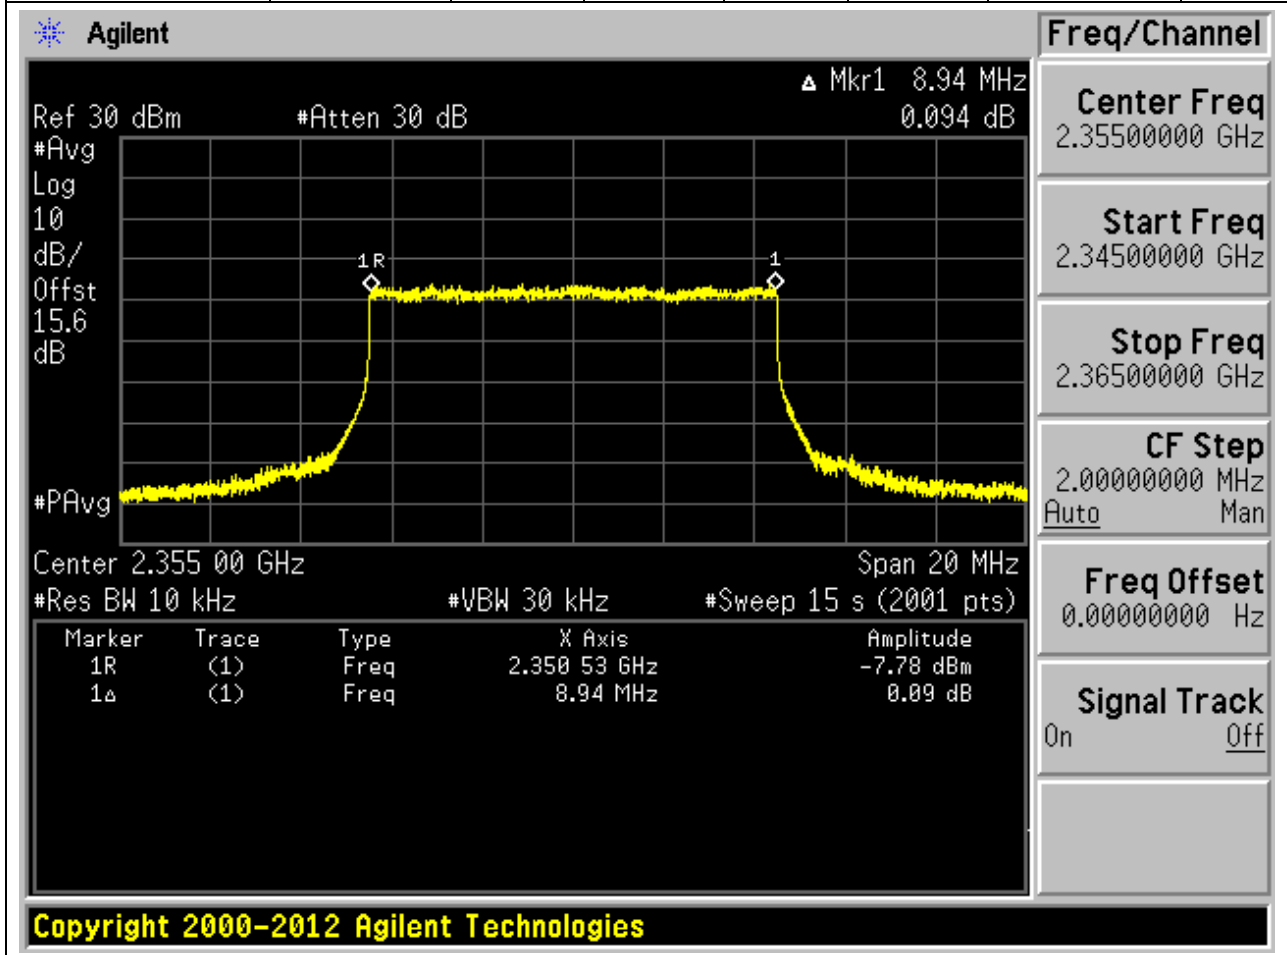 Agilent
Freq/Channel
▲ Mkr1 8.94 MHz
Ref 30 dBm #Atten 30 dB 0.094 dB
#Avg
Log
10
dB/
Offst
15.6
dB
1R
1
#PAvg
Center 2.355 00 GHz Span 20 MHz
#Res BW 10 kHz #VBW 30 kHz #Sweep 15 s (2001 pts)
Marker Trace Type X Axis Amplitude
1R (1) Freq 2.350 53 GHz -7.78 dBm
1▵ (1) Freq 8.94 MHz 0.09 dB
Center Freq
2.35500000 GHz
Start Freq
2.34500000 GHz
Stop Freq
2.36500000 GHz
CF Step
2.00000000 MHz
Auto Man
Freq Offset
0.00000000 Hz
Signal Track
On Off
Copyright 2000-2012 Agilent Technologies